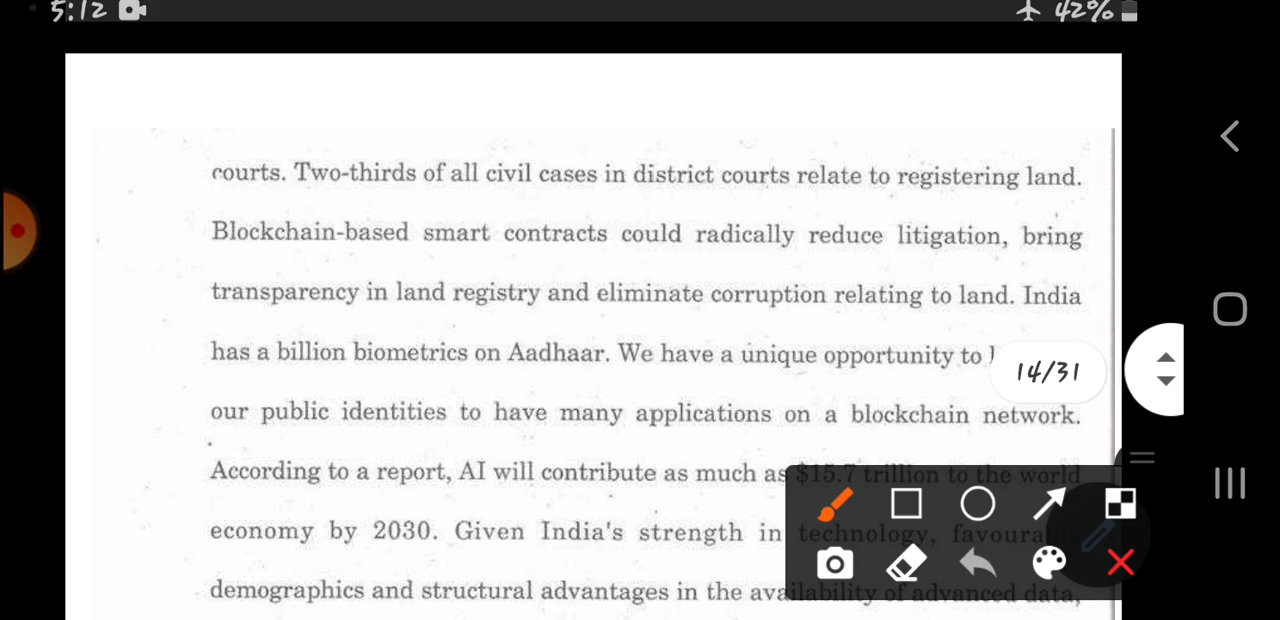 5:12
42%
courts. Two-thirds of all civil cases in district courts relate to registering land.
Blockchain-based smart contracts could radically reduce litigation, bring
transparency in land registry and eliminate corruption relating to land. India
has a billion biometrics on Aadhaar. We have a unique opportunity to
14/31
our public identities to have many applications on a blockchain network.
According to a report, AI will contribute as much as $15.7 trillion to the world
economy by 2030. Given India's strength in technology, favourable
demographics and structural advantages in the availability of advanced data,